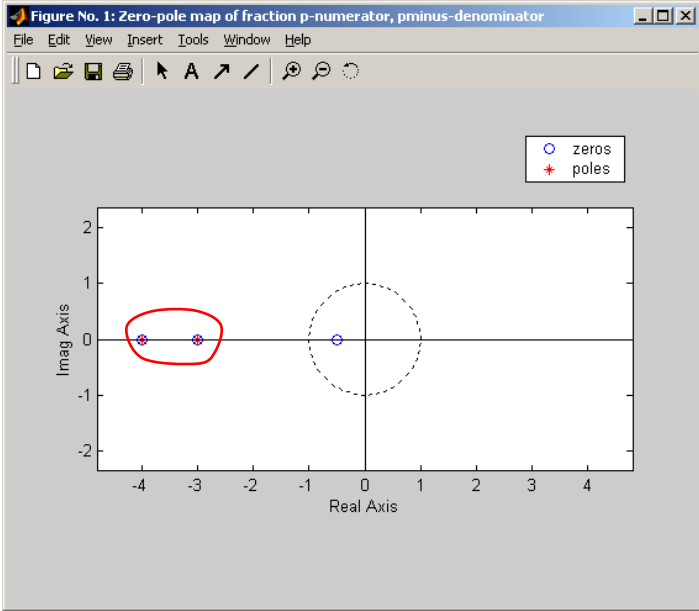 Figure No. 1: Zero-pole map of fraction p-numerator, pminus-denominator
File Edit View Insert Tools Window Help
A
zeros
poles
2
1
0
-1
-2
Imag Axis
-4 -3 -2 -1 0 1 2 3 4
Real Axis